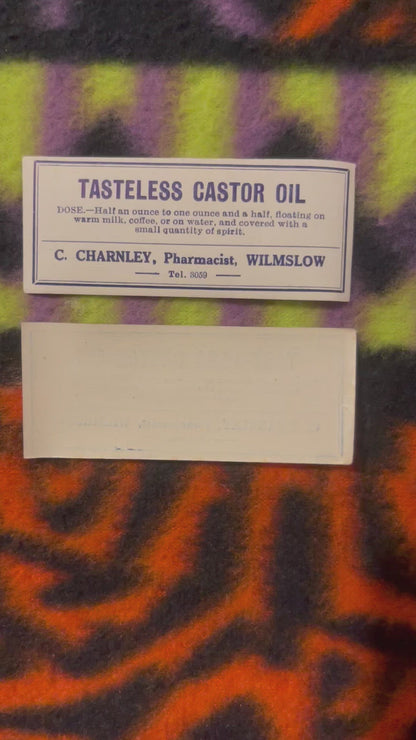 TASTELESS CASTOR OIL
DOSE.—Half an ounce to one ounce and a half, floating on
warm milk, coffee, or on water, and covered with a
small quantity of spirit.
C. CHARNLEY, Pharmacist, WILMSLOW
Tel. 3059